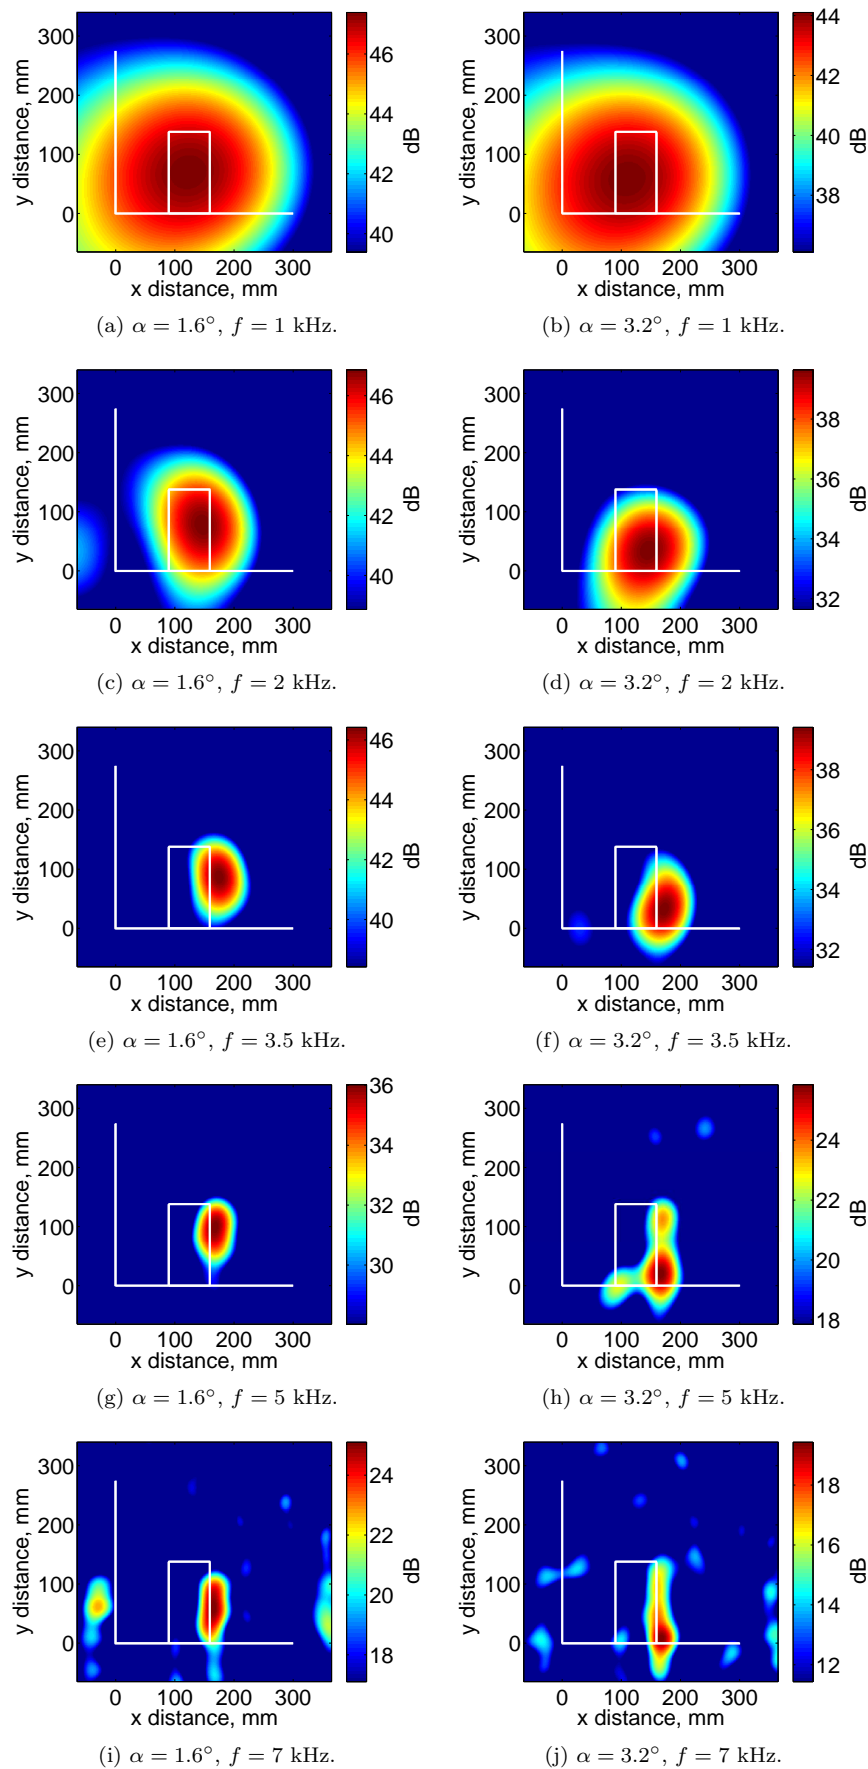 300
200
100
0
y distance, mm
0 100 200 300
x distance, mm
46
44
42
40
dB
(a) α = 1.6°, f = 1 kHz.
300
200
100
0
y distance, mm
0 100 200 300
x distance, mm
44
42
40
38
dB
(b) α = 3.2°, f = 1 kHz.
300
200
100
0
y distance, mm
0 100 200 300
x distance, mm
46
44
42
40
dB
(c) α = 1.6°, f = 2 kHz.
300
200
100
0
y distance, mm
0 100 200 300
x distance, mm
38
36
34
32
dB
(d) α = 3.2°, f = 2 kHz.
300
200
100
0
y distance, mm
0 100 200 300
x distance, mm
46
44
42
40
dB
(e) α = 1.6°, f = 3.5 kHz.
300
200
100
0
y distance, mm
0 100 200 300
x distance, mm
38
36
34
32
dB
(f) α = 3.2°, f = 3.5 kHz.
300
200
100
0
y distance, mm
0 100 200 300
x distance, mm
36
34
32
30
dB
(g) α = 1.6°, f = 5 kHz.
300
200
100
0
y distance, mm
0 100 200 300
x distance, mm
24
22
20
18
dB
(h) α = 3.2°, f = 5 kHz.
300
200
100
0
y distance, mm
0 100 200 300
x distance, mm
24
22
20
18
dB
(i) α = 1.6°, f = 7 kHz.
300
200
100
0
y distance, mm
0 100 200 300
x distance, mm
18
16
14
12
dB
(j) α = 3.2°, f = 7 kHz.